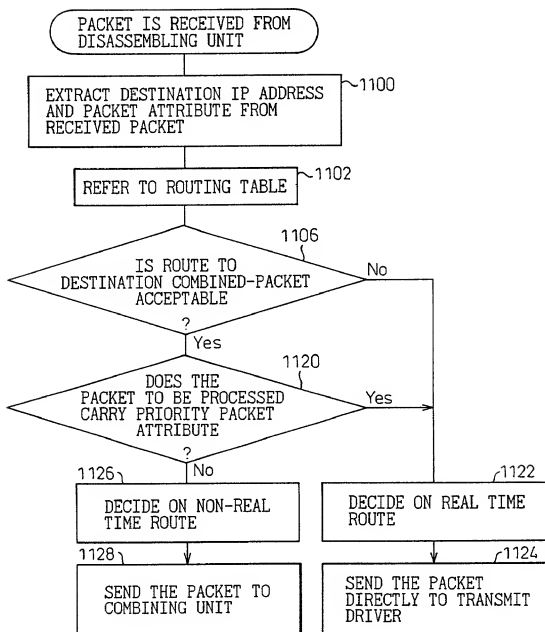 PACKET IS RECEIVED FROM
DISASSEMBLING UNIT
1100
EXTRACT DESTINATION IP ADDRESS
AND PACKET ATTRIBUTE FROM
RECEIVED PACKET
1102
REFER TO ROUTING TABLE
1106
IS ROUTE TO
DESTINATION COMBINED-PACKET
ACCEPTABLE
?
No
Yes
1120
DOES THE
PACKET TO BE PROCESSED
CARRY PRIORITY PACKET
ATTRIBUTE
?
Yes
No
1126
DECIDE ON NON-REAL
TIME ROUTE
1122
DECIDE ON REAL TIME
ROUTE
1128
SEND THE PACKET TO
COMBINING UNIT
1124
SEND THE PACKET
DIRECTLY TO TRANSMIT
DRIVER